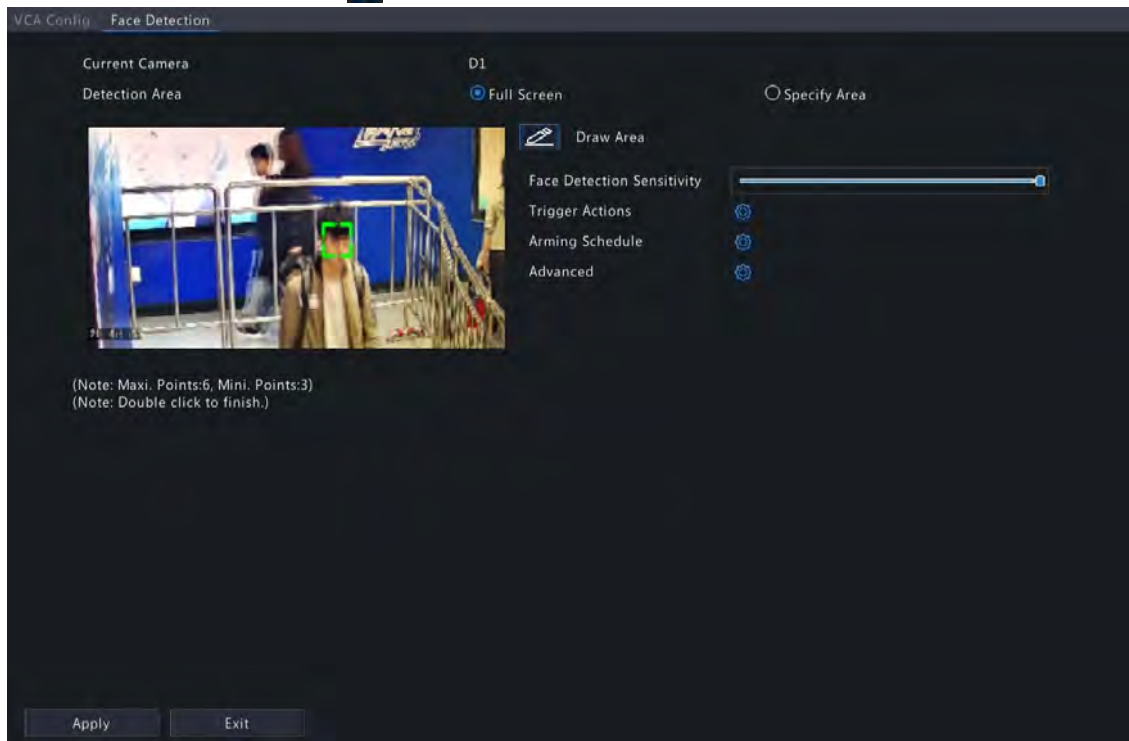 VCA Config Face Detection
Current Camera D1
Detection Area Full Screen Specify Area
Draw Area
Face Detection Sensitivity
Trigger Actions
Arming Schedule
Advanced
(Note: Maxi. Points:6, Mini. Points:3)
(Note: Double click to finish.)
Apply Exit